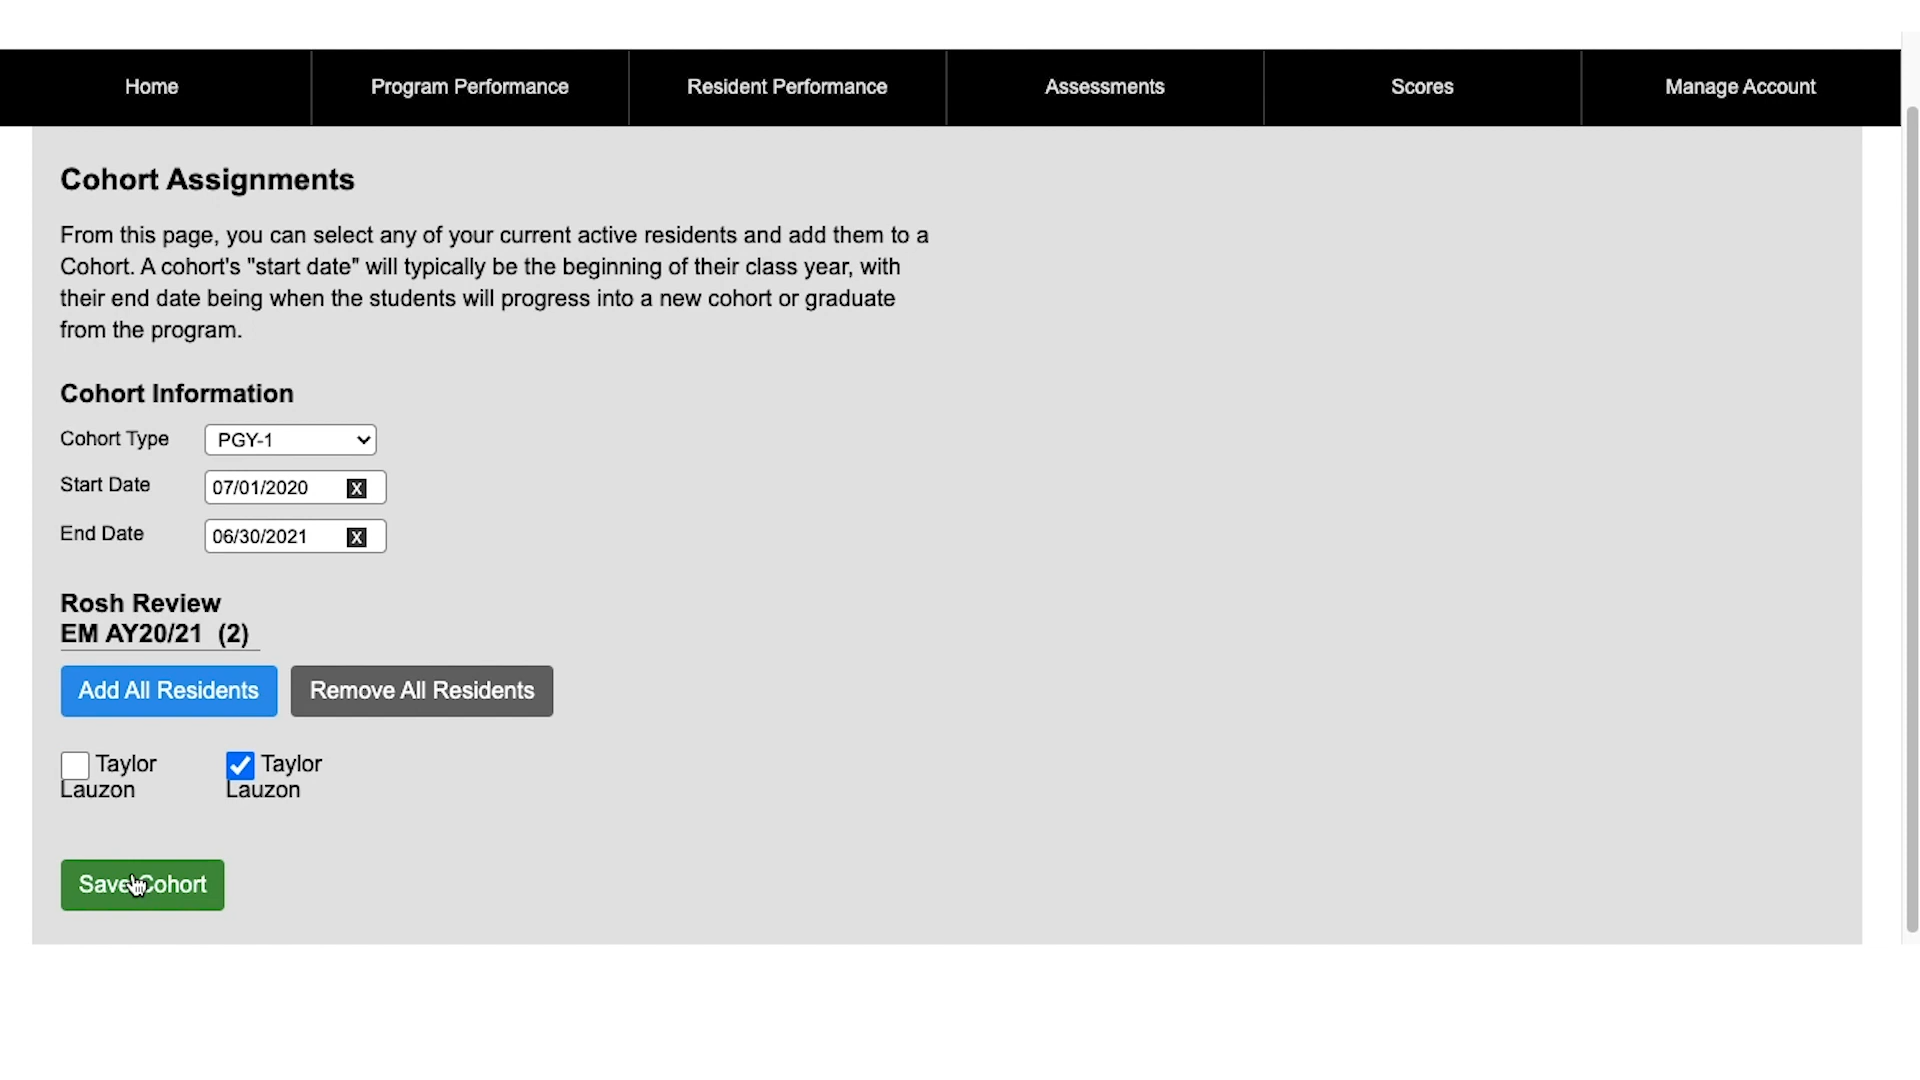 Home Program Performance Resident Performance Assessments Scores Manage Account
Cohort Assignments
From this page, you can select any of your current active residents and add them to a
Cohort. A cohort's "start date" will typically be the beginning of their class year, with
their end date being when the students will progress into a new cohort or graduate
from the program.
Cohort Information
Cohort Type PGY-1
Start Date 07/01/2020 X
End Date 06/30/2021 X
Rosh Review
EM AY20/21 (2)
Add All Residents Remove All Residents
Taylor Taylor
Lauzon Lauzon
Save Cohort